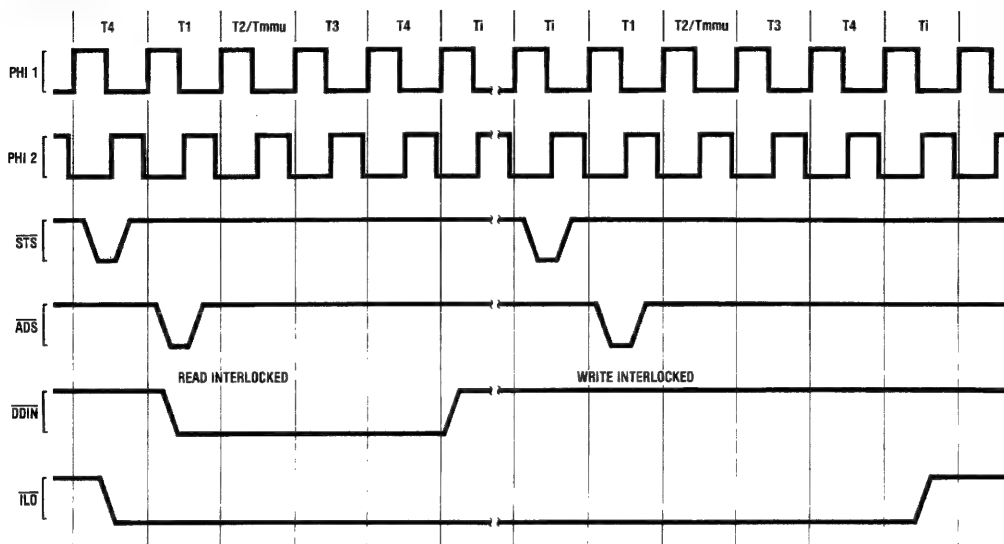 T4 T1 T2/Tmmu T3 T4 Ti Ti T1 T2/Tmmu T3 T4 Ti
PHI 1
PHI 2
STS
ADS
READ INTERLOCKED WRITE INTERLOCKED
DDIN
ILO